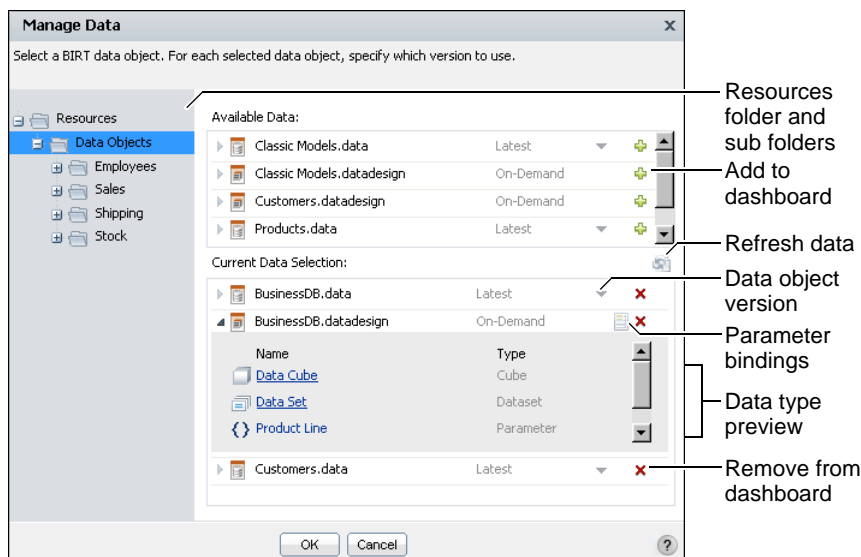 Manage Data
x
Select a BIRT data object. For each selected data object, specify which version to use.
Resources
Data Objects
Employees
Sales
Shipping
Stock
Available Data:
Classic Models.data Latest
Classic Models.datadesign On-Demand
Customers.datadesign On-Demand
Products.data Latest
Current Data Selection:
BusinessDB.data Latest
BusinessDB.datadesign On-Demand
Name Type
Data Cube Cube
Data Set Dataset
{} Product Line Parameter
Customers.data Latest
OK Cancel
?
Resources
folder and
sub folders
Add to
dashboard
Refresh data
Data object
version
Parameter
bindings
Data type
preview
Remove from
dashboard